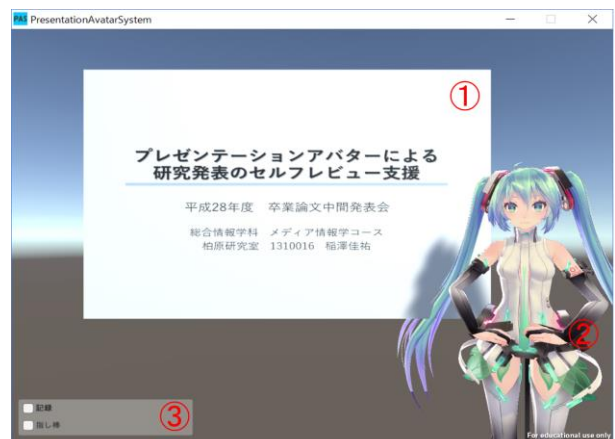 PAS PresentationAvatarSystem
①
プレゼンテーションアバターによる
研究発表のセルフレビュー支援
平成28年度 卒業論文中間発表会
総合情報学科 メディア情報学コース
柏原研究室 1310016 稲澤佳祐
②
記録
③
指し棒
For educational use only